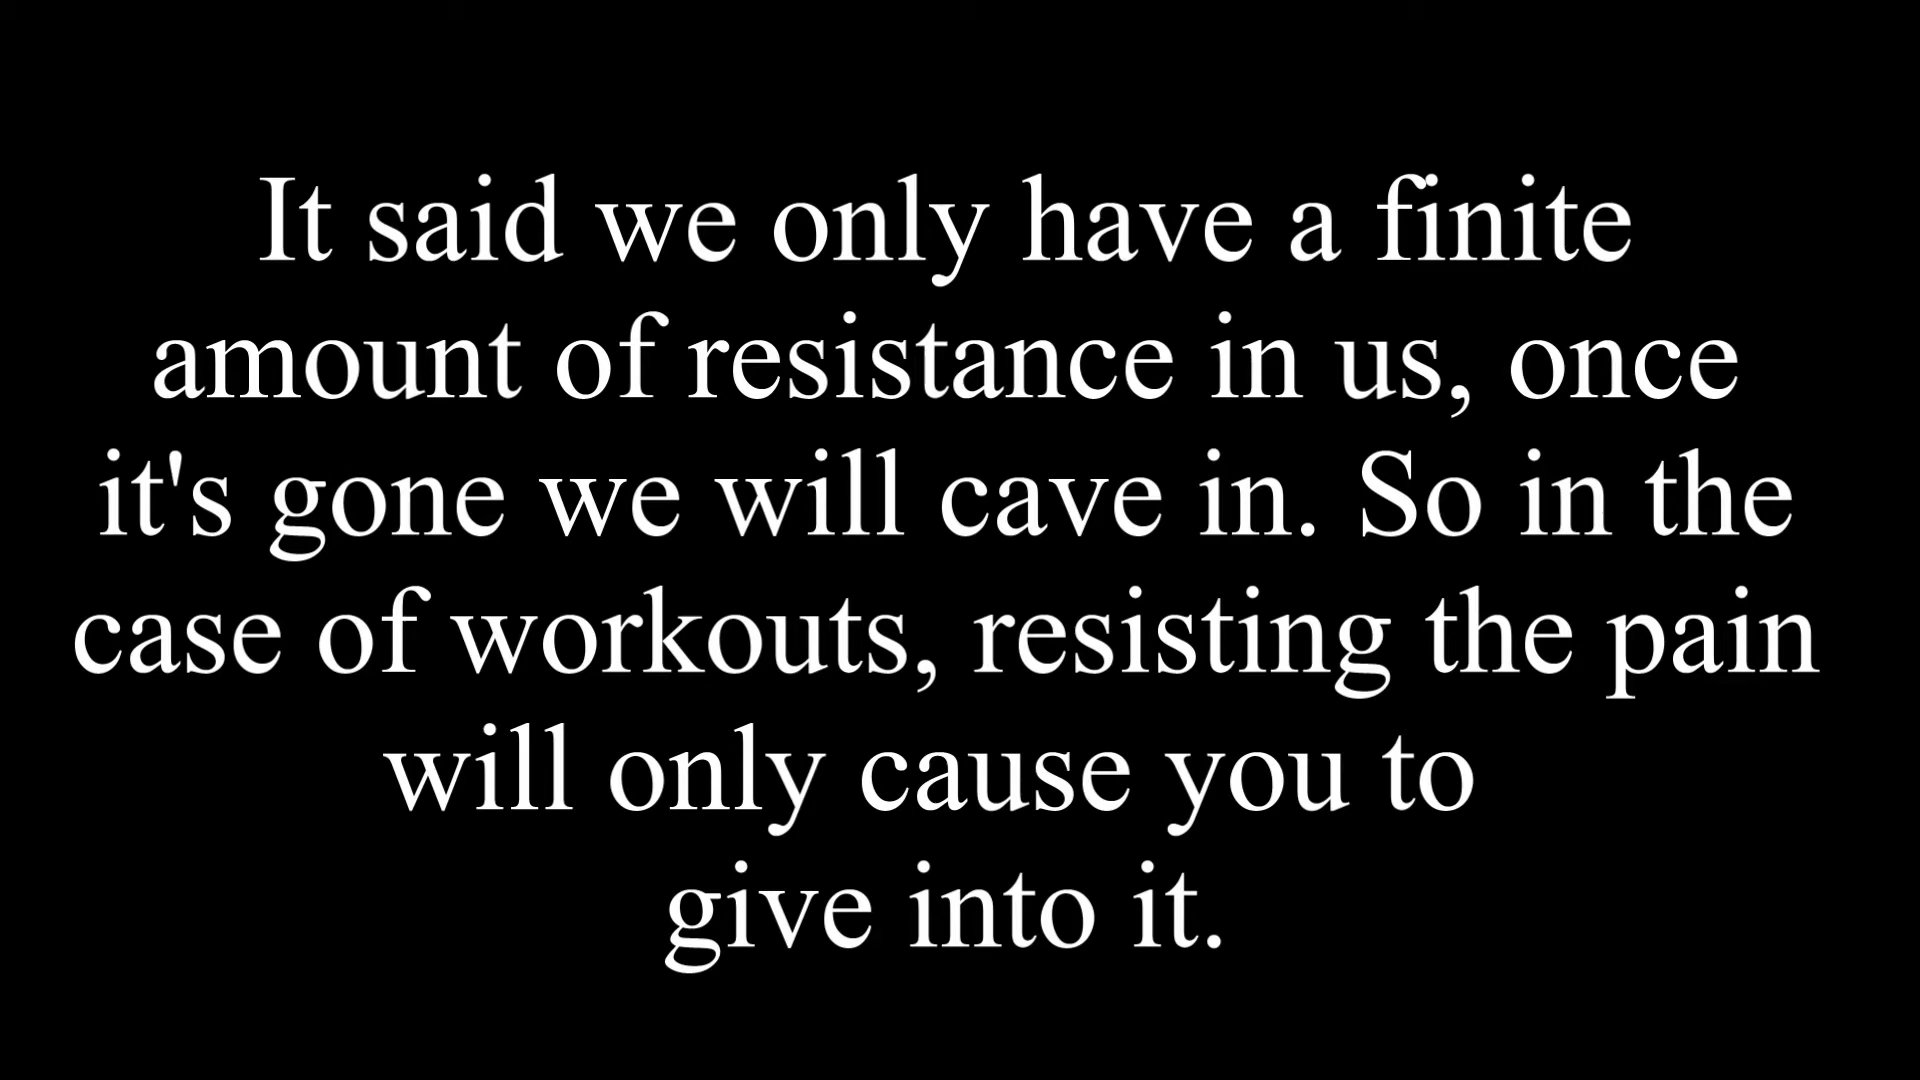 It said we only have a finite
amount of resistance in us, once
it's gone we will cave in. So in the
case of workouts, resisting the pain
will only cause you to
give into it.